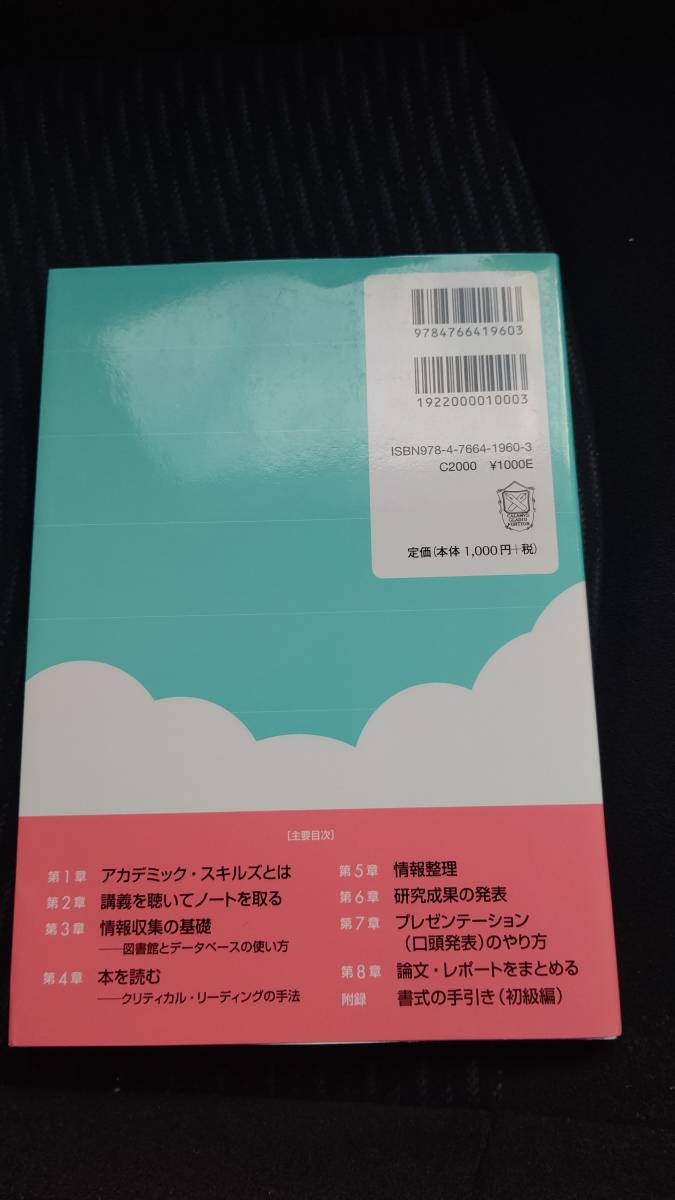 9784766419603
1922000010003
ISBN978-4-7664-1960-3
C2000 ¥1000E
CALAMVS
GLADIO
FORTIOR
定価(本体 1,000円+税)
[主要目次]
第1章 アカデミック・スキルズとは
第2章 講義を聴いてノートを取る
第3章 情報収集の基礎
——図書館とデータベースの使い方
第4章 本を読む
——クリティカル・リーディングの手法
第5章 情報整理
第6章 研究成果の発表
第7章 プレゼンテーション
(口頭発表)のやり方
第8章 論文・レポートをまとめる
附録 書式の手引き(初級編)